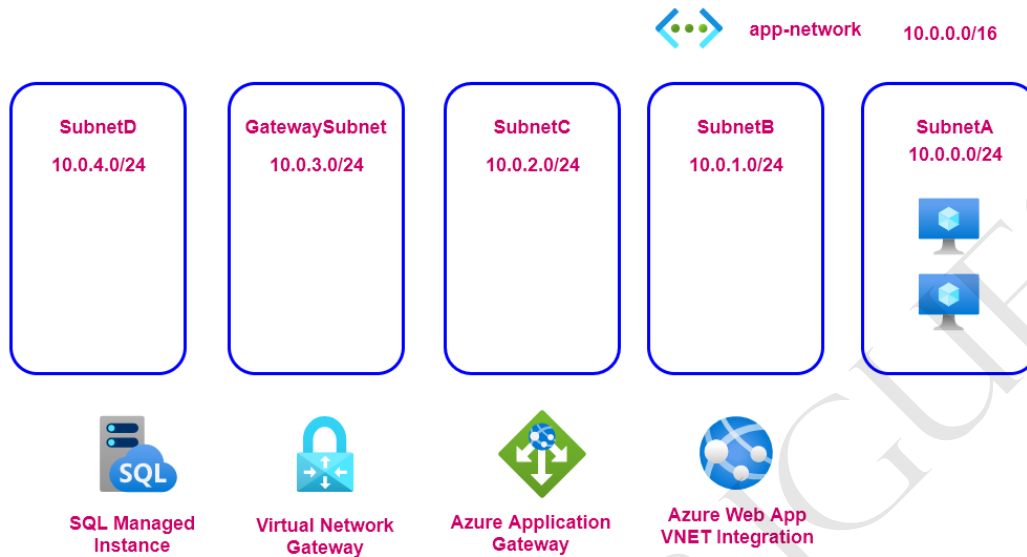 app-network 10.0.0.0/16
SubnetD
10.0.4.0/24
GatewaySubnet
10.0.3.0/24
SubnetC
10.0.2.0/24
SubnetB
10.0.1.0/24
SubnetA
10.0.0.0/24
SQL
SQL Managed
Instance
Virtual Network
Gateway
Azure Application
Gateway
Azure Web App
VNET Integration